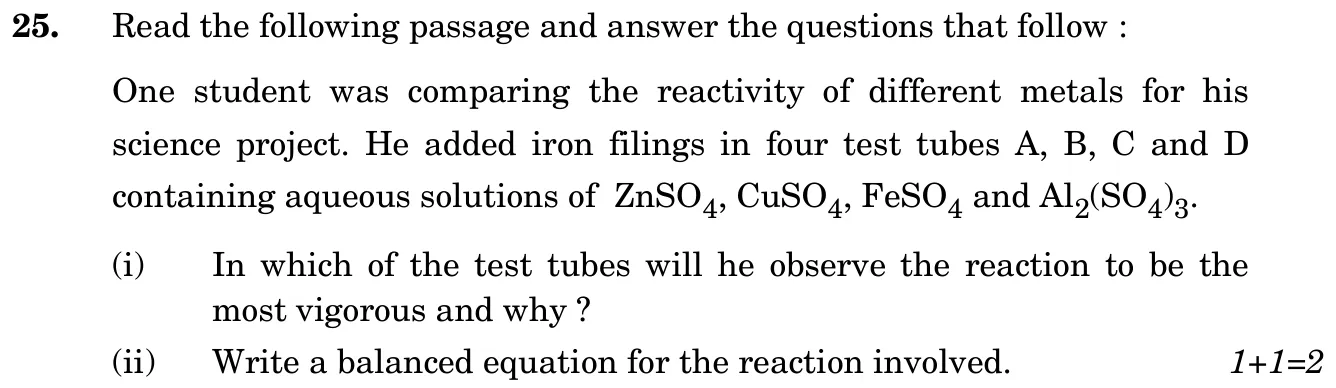 25. Read the following passage and answer the questions that follow :
One student was comparing the reactivity of different metals for his
science project. He added iron filings in four test tubes A, B, C and D
containing aqueous solutions of ZnSO₄, CuSO₄, FeSO₄ and Al₂(SO₄)₃.
(i) In which of the test tubes will he observe the reaction to be the
most vigorous and why ?
(ii) Write a balanced equation for the reaction involved. 1+1=2